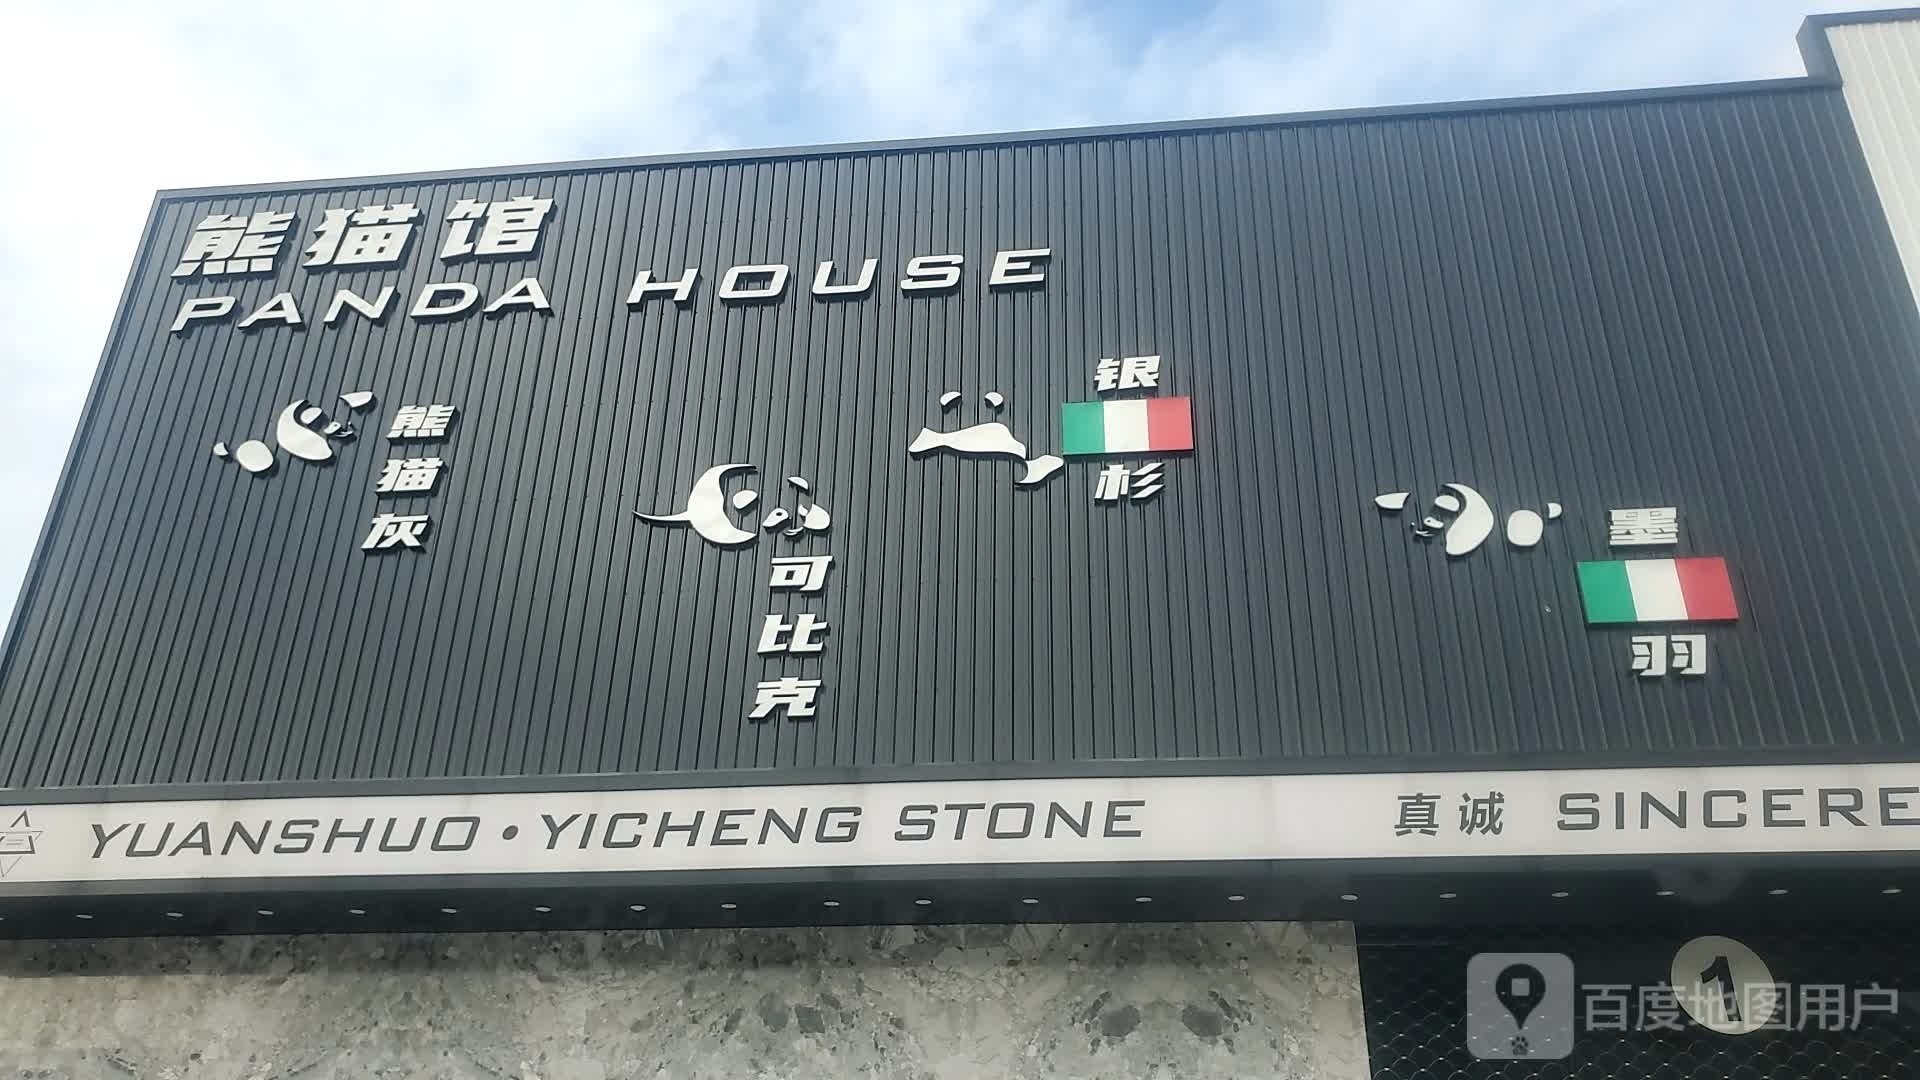 熊猫馆
PANDA HOUSE
熊猫灰
可比克
银杉
墨羽
YUANSHUO·YICHENG STONE
真诚 SINCERE
1
百度地图用户